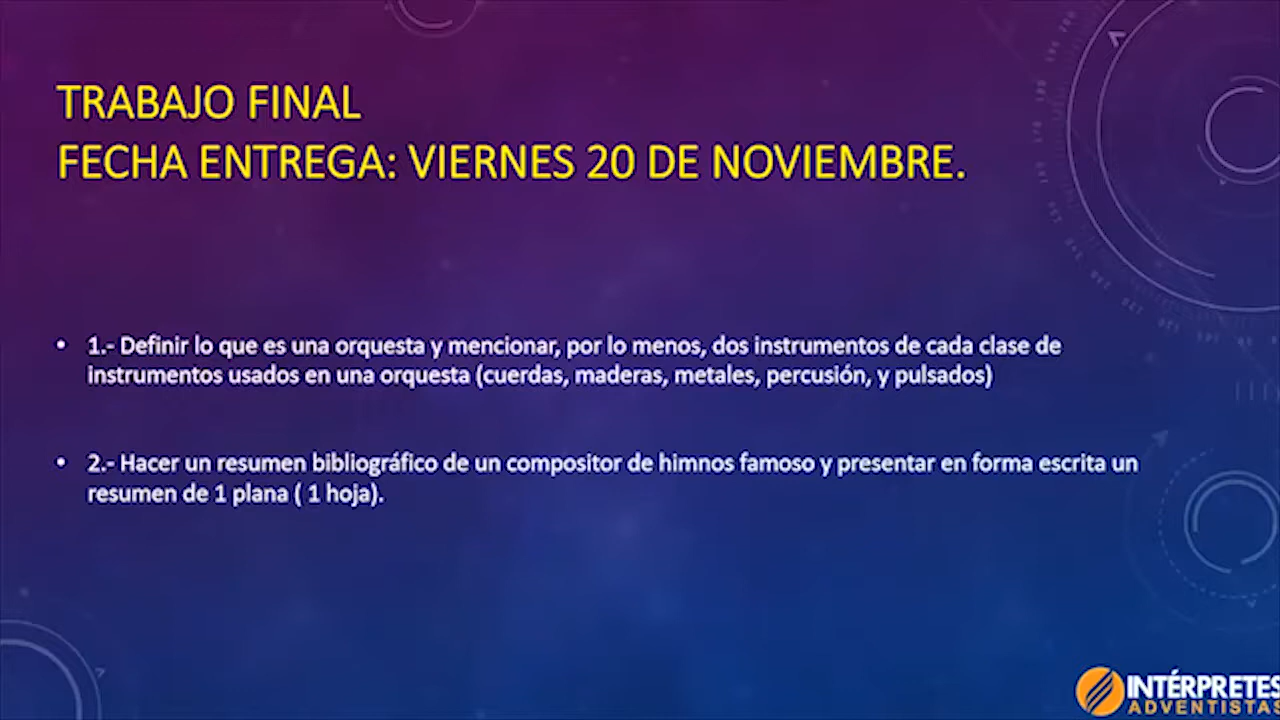 TRABAJO FINAL
FECHA ENTREGA: VIERNES 20 DE NOVIEMBRE.
• 1.- Definir lo que es una orquesta y mencionar, por lo menos, dos instrumentos de cada clase de
instrumentos usados en una orquesta (cuerdas, maderas, metales, percusión, y pulsados)
• 2.- Hacer un resumen bibliográfico de un compositor de himnos famoso y presentar en forma escrita un
resumen de 1 plana ( 1 hoja).
INTÉRPRETES
ADVENTISTAS